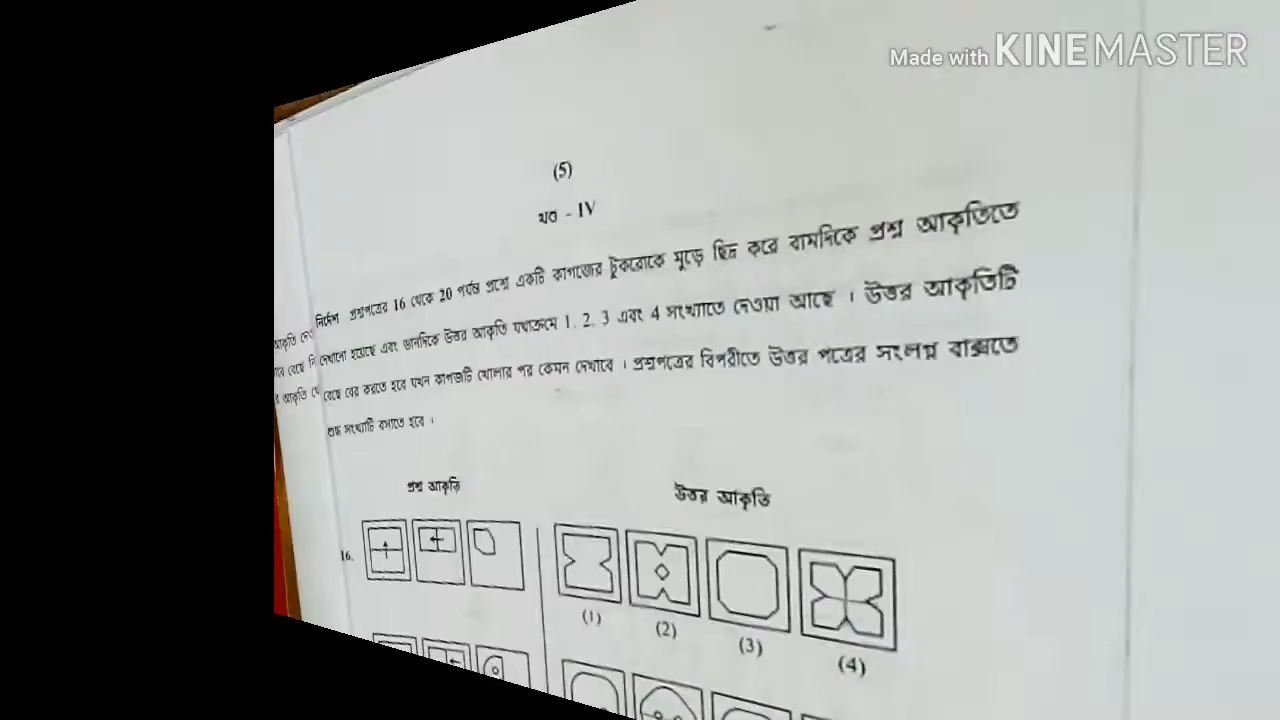 Made with KINEMASTER
(5)
খণ্ড - IV
নির্দেশ প্রশ্নপত্রের 16 থেকে 20 পর্যন্ত প্রশ্নে একটি কাগজের টুকরোকে মুড়ে ছিদ্র করে বামদিকে প্রশ্ন আকৃতিতে
দেখানো হয়েছে এবং ডানদিকে উত্তর আকৃতি যথাক্রমে 1, 2, 3 এবং 4 সংখ্যাতে দেওয়া আছে । উত্তর আকৃতিটি
বেছে বের করতে হবে যখন কাগজটি খোলার পর কেমন দেখাবে । প্রশ্নপত্রের বিপরীতে উত্তর পত্রের সংলগ্ন বাক্সতে
শুদ্ধ সংখ্যাটি বসাতে হবে ।
প্রশ্ন আকৃতি
উত্তর আকৃতি
16.
(1)
(2)
(3)
(4)